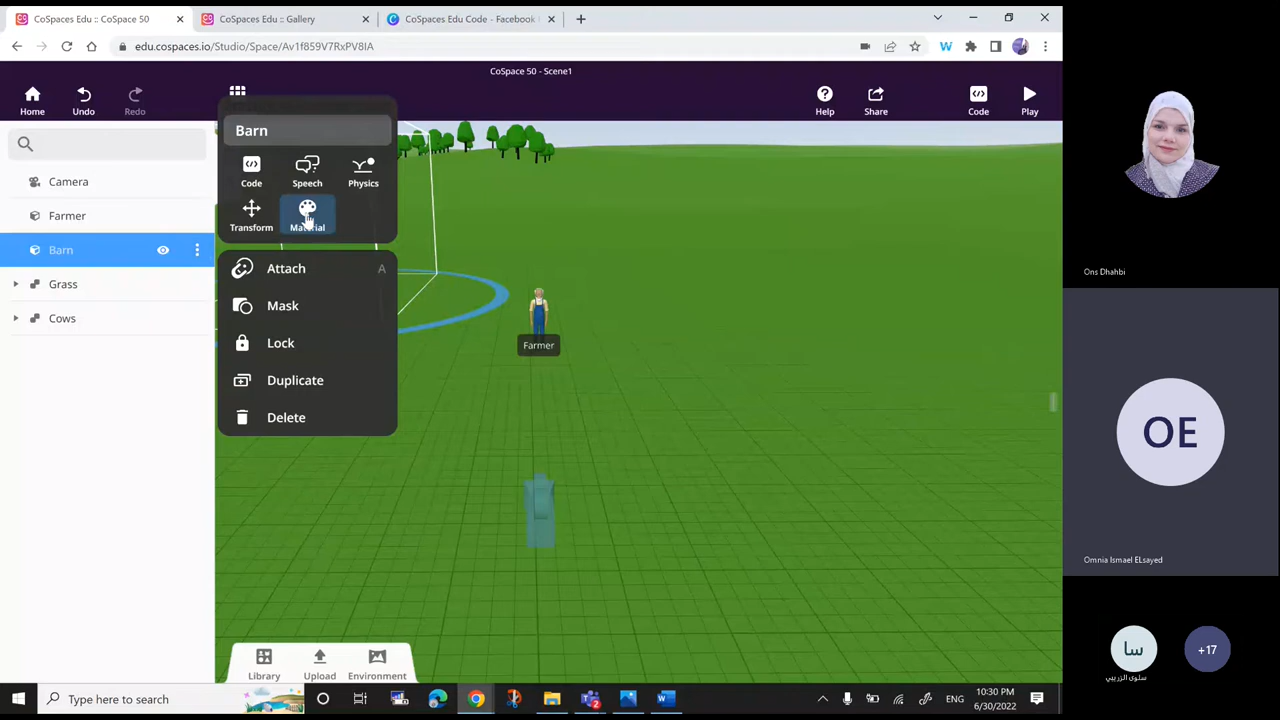 CoSpaces Edu :: CoSpace 50
CoSpaces Edu :: Gallery
CoSpaces Edu Code - Facebook
edu.cospaces.io/Studio/Space/Av1f859V7RxPV8IA
CoSpace 50 - Scene1
Home
Undo
Redo
Help
Share
Code
Play
Camera
Farmer
Barn
Grass
Cows
Barn
Code
Speech
Physics
Transform
Material
Attach A
Mask
Lock
Duplicate
Delete
Farmer
Library
Upload
Environment
Type here to search
ENG
10:30 PM
6/30/2022
Ons Dhahbi
OE
Omnia Ismael ELsayed
سا
+17
سلوى الزريبي